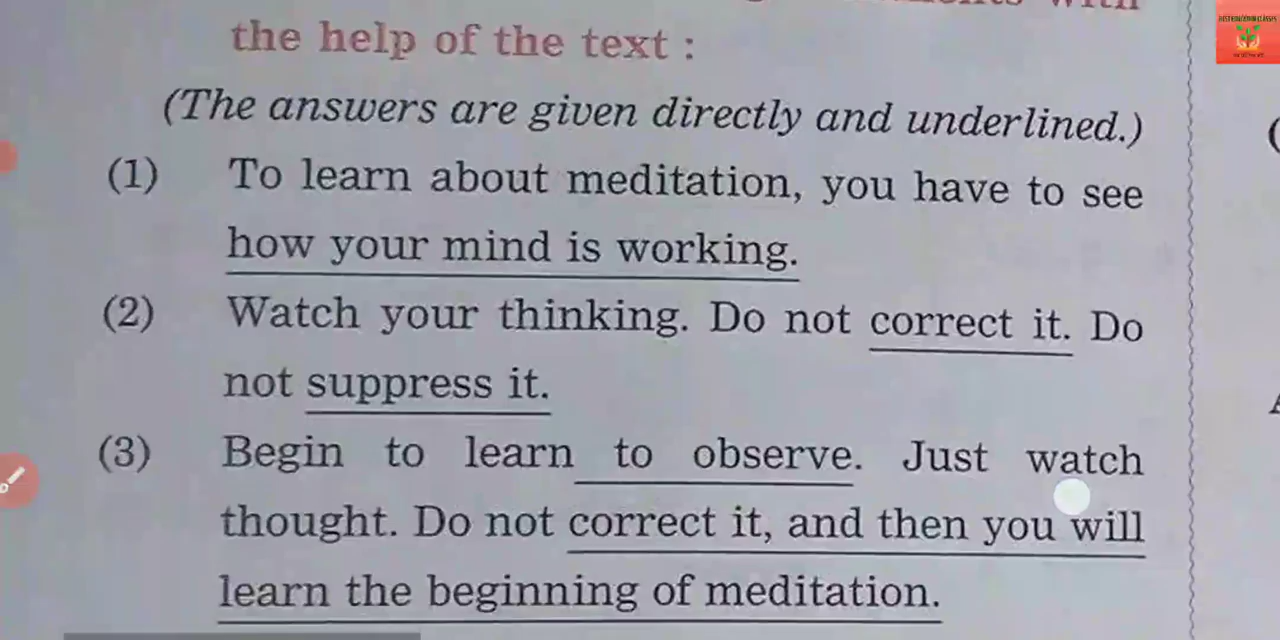 the help of the text :
(The answers are given directly and underlined.)
(1) To learn about meditation, you have to see
how your mind is working.
(2) Watch your thinking. Do not correct it. Do
not suppress it.
(3) Begin to learn to observe. Just watch
thought. Do not correct it, and then you will
learn the beginning of meditation.